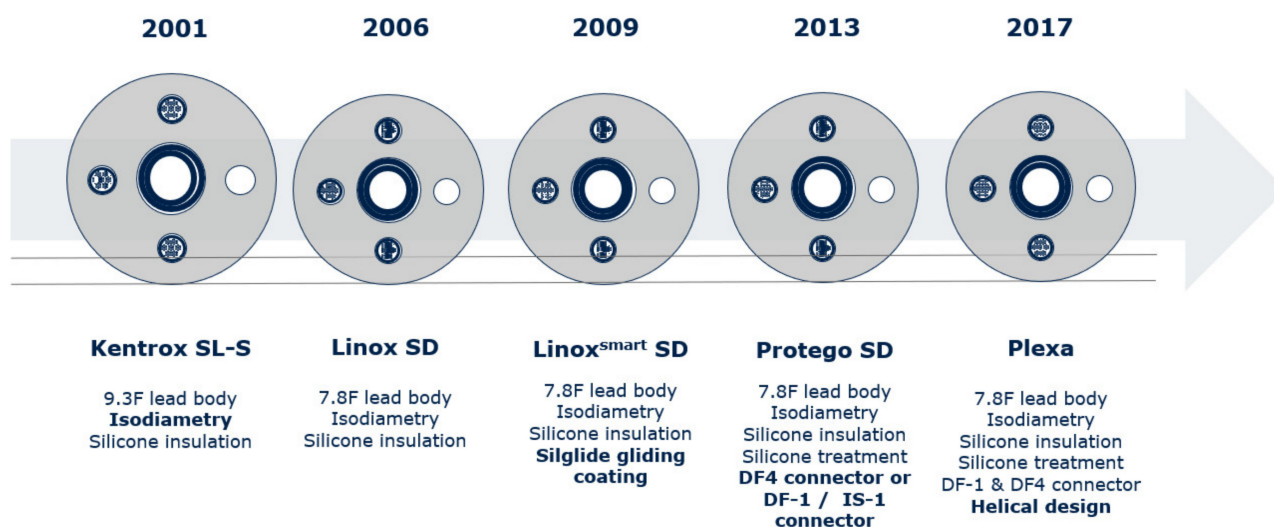 2001
2006
2009
2013
2017
Kentrox SL-S
9.3F lead body
Isodiametry
Silicone insulation
Linox SD
7.8F lead body
Isodiametry
Silicone insulation
Linoxsmart SD
7.8F lead body
Isodiametry
Silicone insulation
Silglide gliding
coating
Protego SD
7.8F lead body
Isodiametry
Silicone insulation
Silicone treatment
DF4 connector or
DF-1 / IS-1
connector
Plexa
7.8F lead body
Isodiametry
Silicone insulation
Silicone treatment
DF-1 & DF4 connector
Helical design